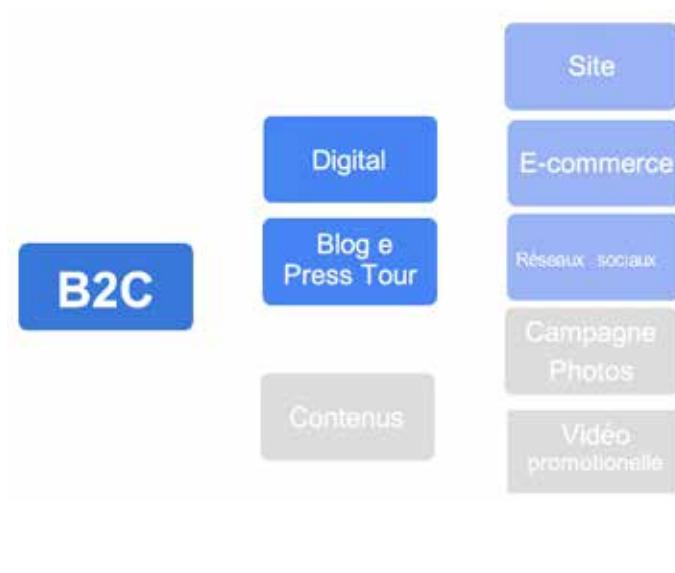 Site
Digital
E-commerce
Blog e
Press Tour
B2C
Réseaux sociaux
Campagne
Photos
Contenus
Vidéo
promotionelle